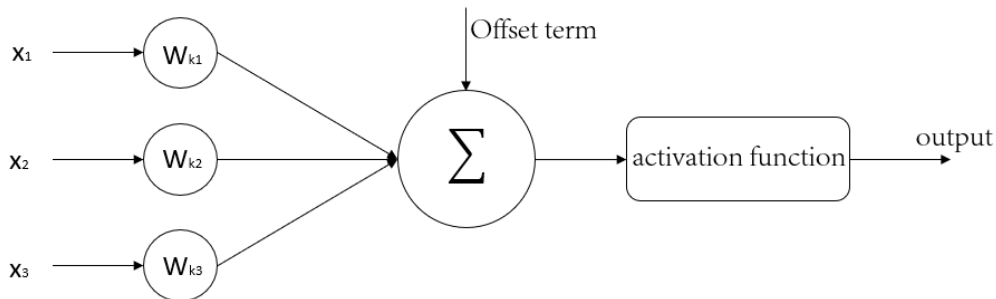 Offset term
x₁
Wₖ₁
x₂
Wₖ₂
∑
activation function
output
x₃
Wₖ₃